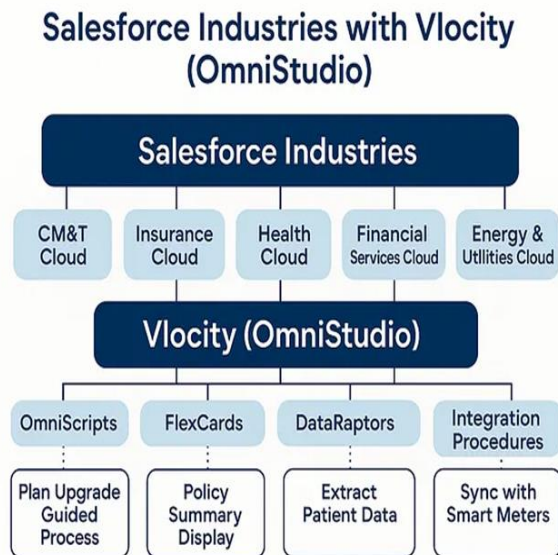 Salesforce Industries with Vlocity
(OmniStudio)
Salesforce Industries
CM&T
Cloud
Insurance
Cloud
Health
Cloud
Financial
Services Cloud
Energy &
Utllities Cloud
Vlocity (OmniStudio)
OmniScripts
FlexCards
DataRaptors
Integration
Procedures
Plan Upgrade
Guided
Process
Policy
Summary
Display
Extract
Patient Data
Sync with
Smart Meters